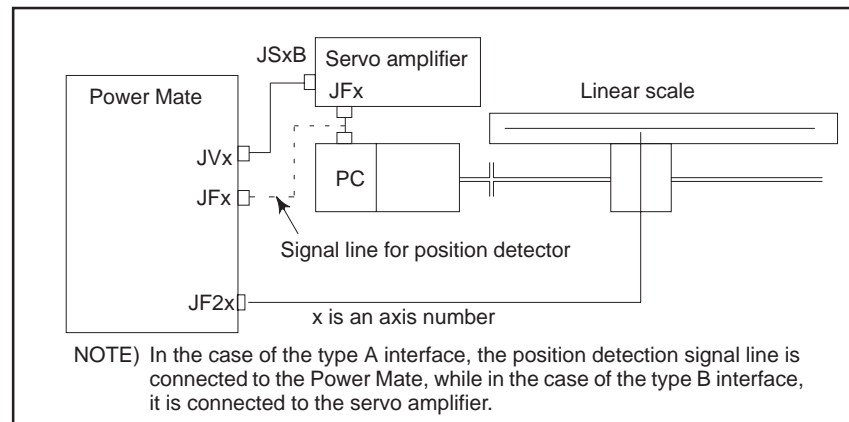 JSxB
Servo amplifier
JFx
Power Mate
Linear scale
JVx
PC
JFx
Signal line for position detector
JF2x
x is an axis number
NOTE) In the case of the type A interface, the position detection signal line is
connected to the Power Mate, while in the case of the type B interface,
it is connected to the servo amplifier.